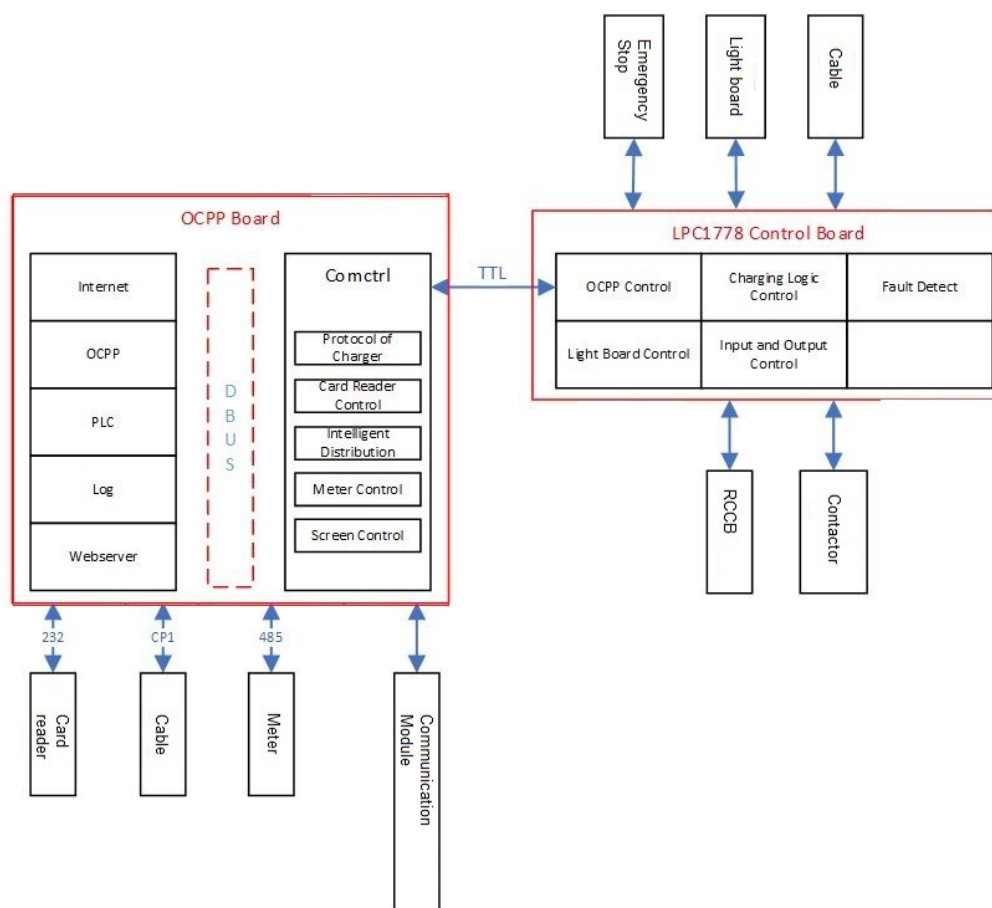 Emergency
Stop
Light board
Cable
OCPP Board
Internet
OCPP
PLC
Log
Webserver
D
B
U
S
Comctrl
Protocol of
Charger
Card Reader
Control
Intelligent
Distribution
Meter Control
Screen Control
TTL
LPC1778 Control Board
OCPP Control
Charging Logic
Control
Fault Detect
Light Board Control
Input and Output
Control
RCCB
Contactor
232
CP1
485
Card
reader
Cable
Meter
Communication
Module